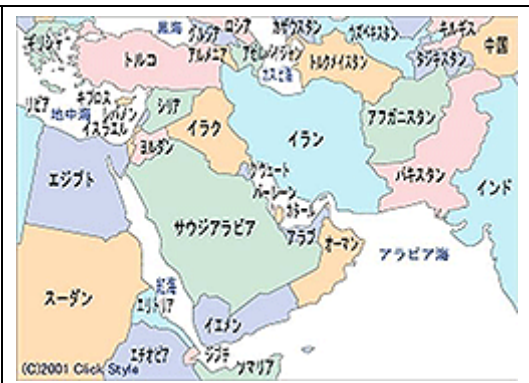 黒海
グルジア
ロシア
カザフスタン
ウズベキスタン
キルギス
中国
ギリシャ
トルコ
アルメニア
アゼルバイジャン
カスピ海
トルクメイスタン
タジキスタン
リビア
地中海
キプロス
レバノン
イスラエル
シリア
イラク
イラン
アフガニスタン
ヨルダン
クウェート
パキスタン
エジプト
バーレーン
カタール
インド
サウジアラビア
アラブ
オーマン
アラビア海
スーダン
紅海
エリトリア
イエメン
エチオピア
ジブチ
ソマリア
(C)2001 Click Style